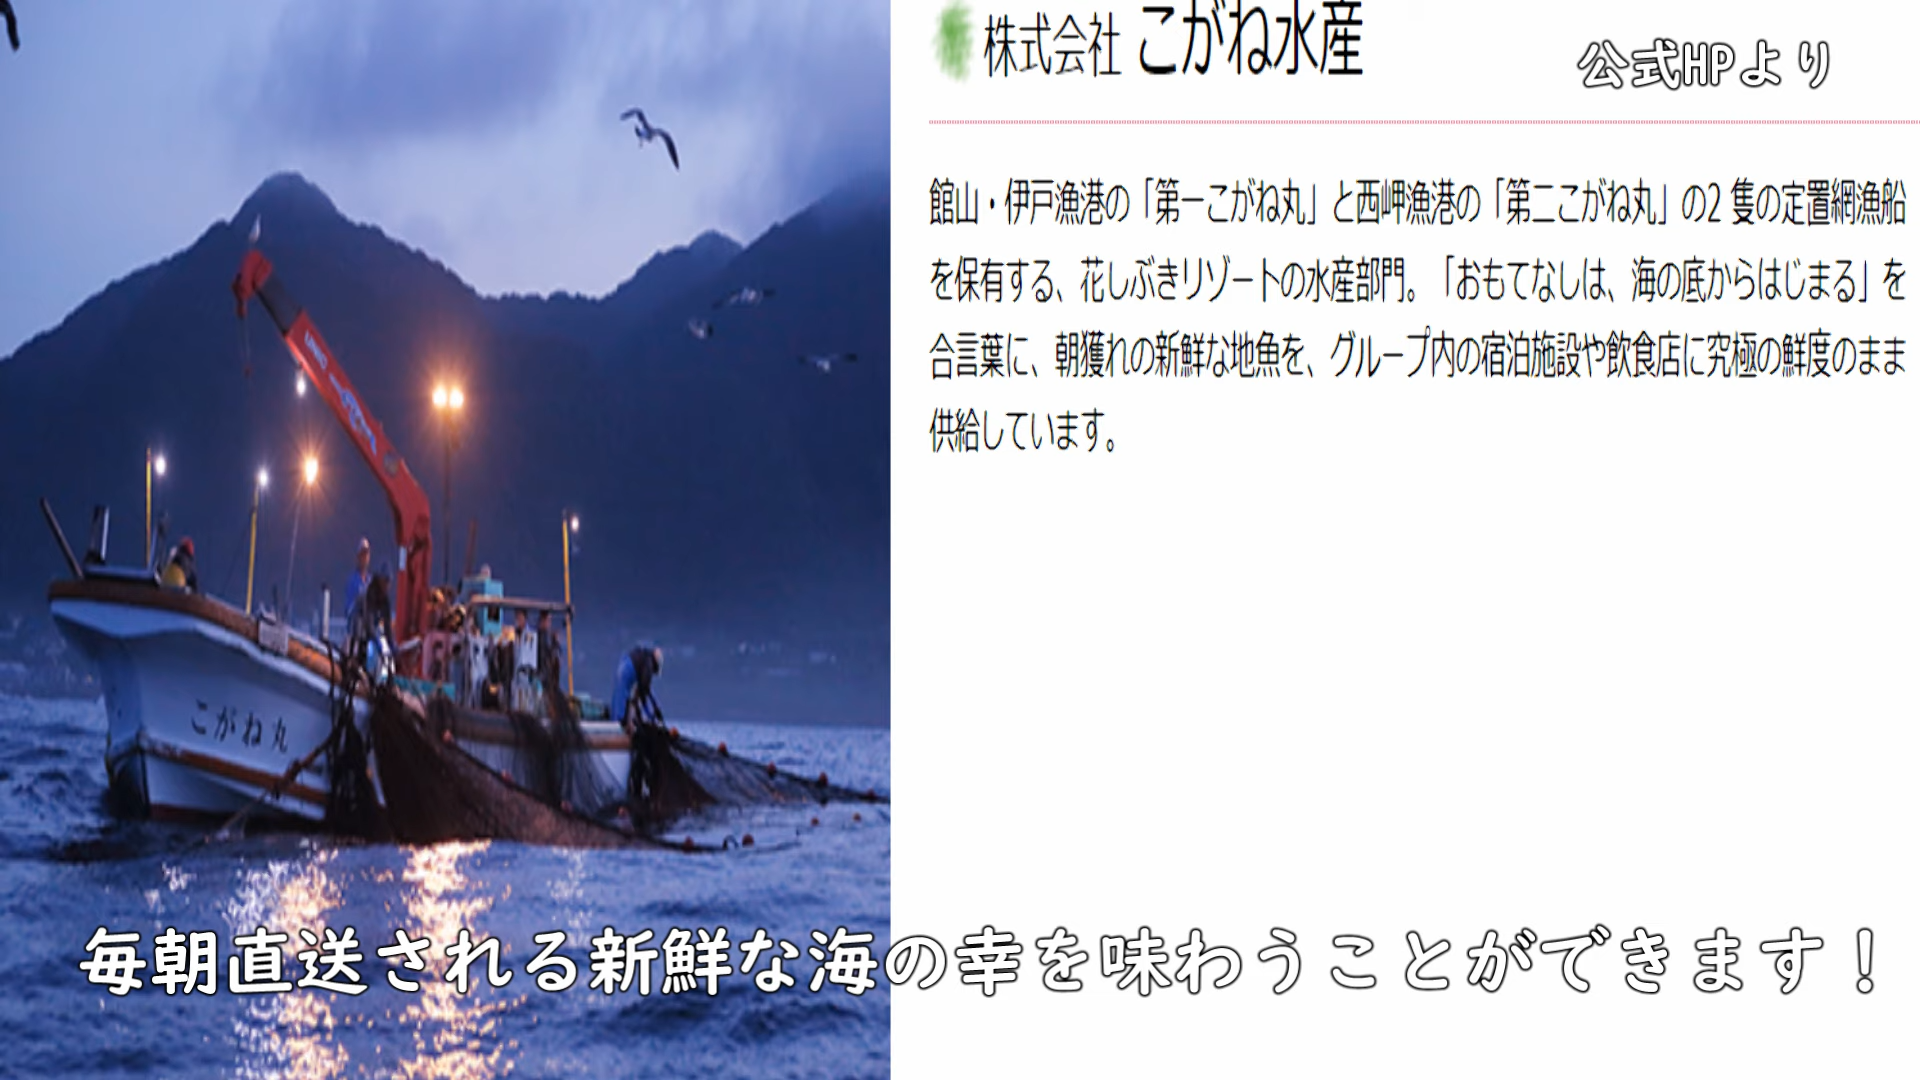 株式会社 こがね水産
公式HPより
館山・伊戸漁港の「第一こがね丸」と西岬漁港の「第二こがね丸」の2 隻の定置網漁船
を保有する、花しぶきリゾートの水産部門。「おもてなしは、海の底からはじまる」を
合言葉に、朝獲れの新鮮な地魚を、グループ内の宿泊施設や飲食店に究極の鮮度のまま
供給しています。
こがね丸
毎朝直送される新鮮な海の幸を味わうことができます！